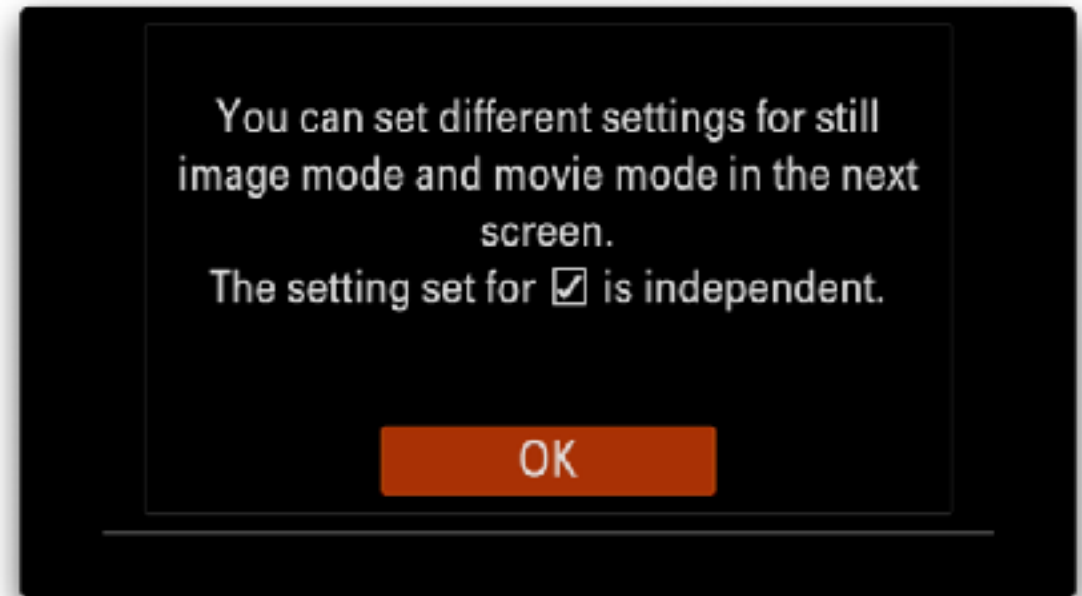 You can set different settings for still
image mode and movie mode in the next
screen.
The setting set for ☑ is independent.
OK